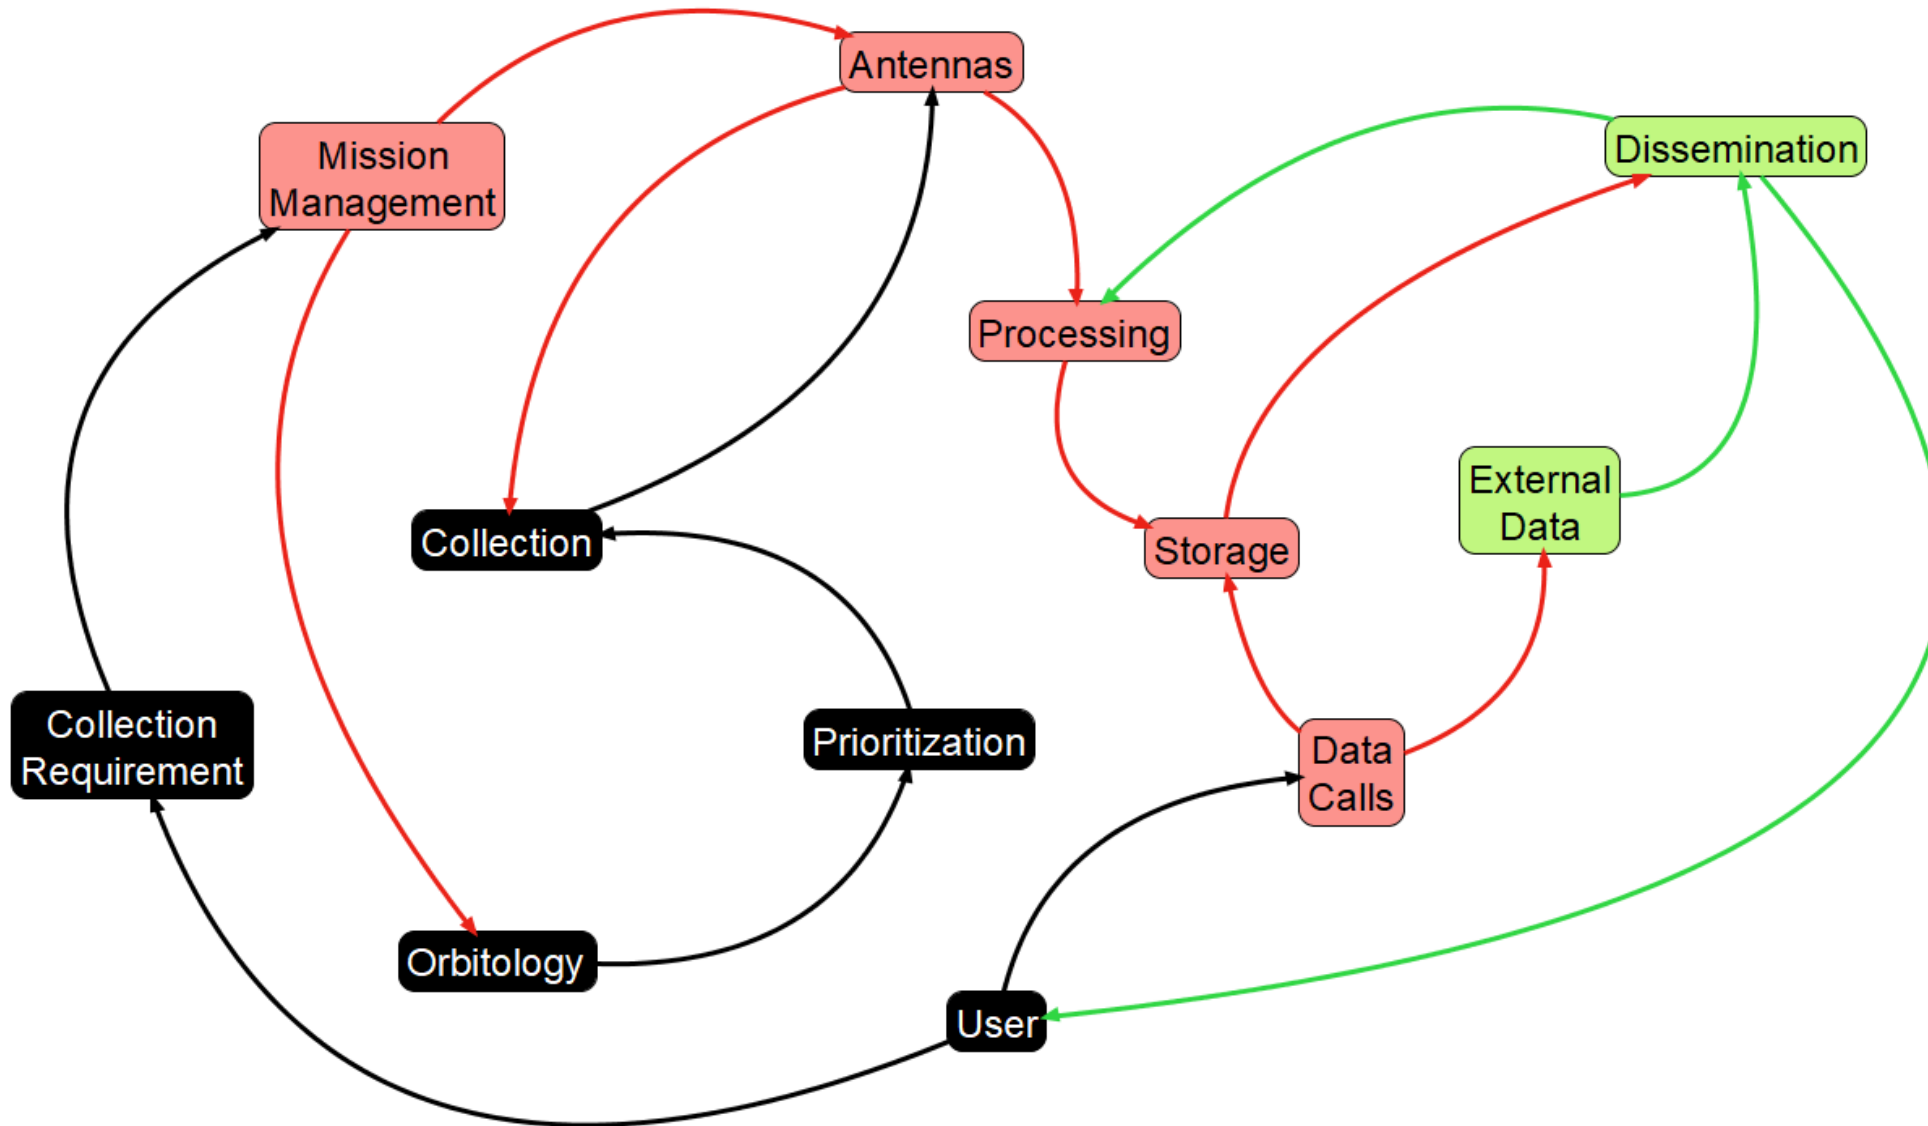 Antennas
Mission
Management
Dissemination
Processing
External
Data
Collection
Storage
Collection
Requirement
Prioritization
Data
Calls
Orbitology
User